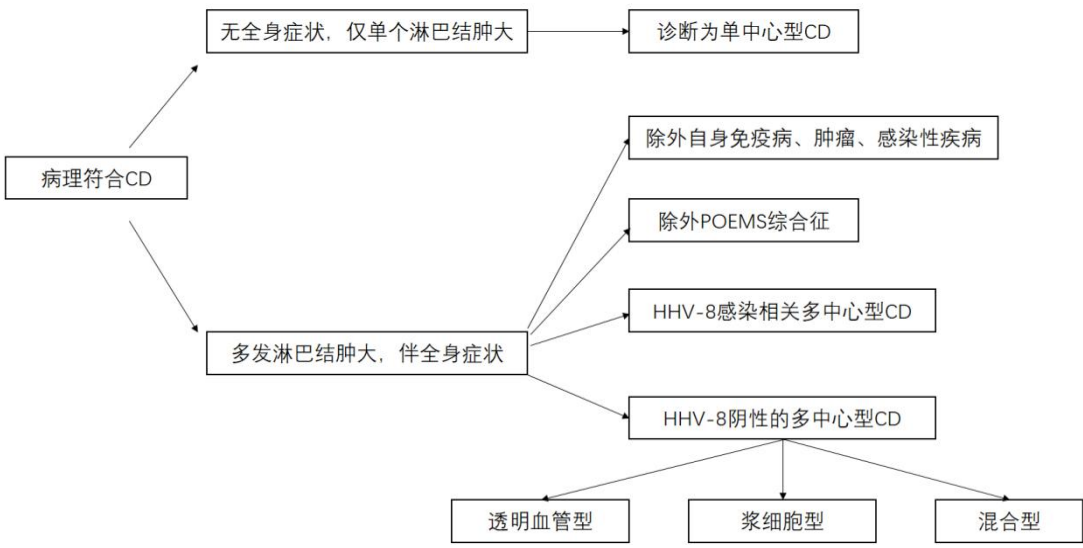 无全身症状，仅单个淋巴结肿大
诊断为单中心型CD
除外自身免疫病、肿瘤、感染性疾病
病理符合CD
除外POEMS综合征
HHV-8感染相关多中心型CD
多发淋巴结肿大，伴全身症状
HHV-8阴性的多中心型CD
透明血管型
浆细胞型
混合型